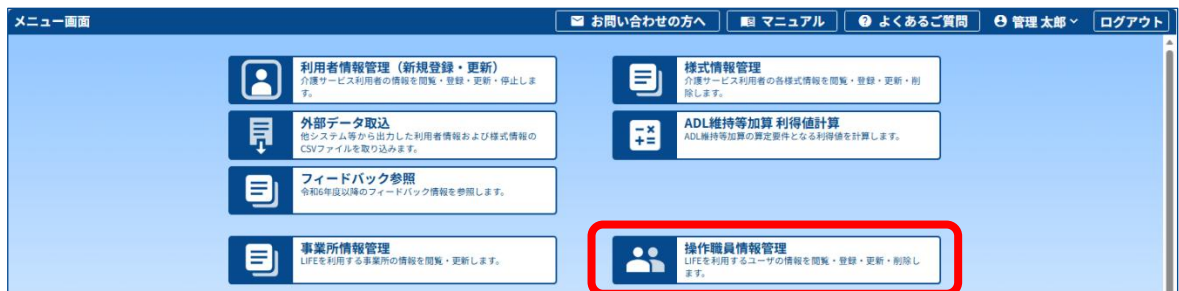 メニュー画面
お問い合わせの方へ
マニュアル
よくあるご質問
管理 太郎
ログアウト
利用者情報管理（新規登録・更新）
介護サービス利用者の情報を閲覧・登録・更新・停止しま
す。
様式情報管理
介護サービス利用者の各様式情報を閲覧・登録・更新・削
除します。
外部データ取込
他システム等から出力した利用者情報および様式情報の
CSVファイルを取り込みます。
ADL維持等加算 利得値計算
ADL維持等加算の算定要件となる利得値を計算します。
フィードバック参照
令和6年度以降のフィードバック情報を参照します。
事業所情報管理
LIFEを利用する事業所の情報を閲覧・更新します。
操作職員情報管理
LIFEを利用するユーザの情報を閲覧・登録・更新・削除し
ます。